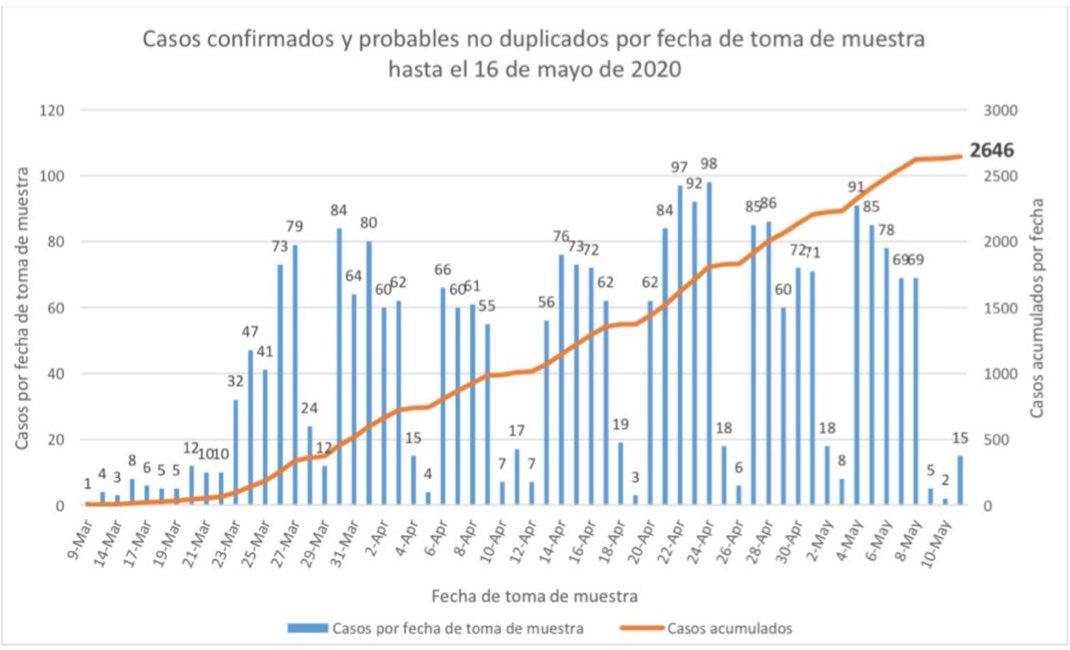 Casos confirmados y probables no duplicados por fecha de toma de muestra
hasta el 16 de mayo de 2020
120
100
80
60
40
20
0
Casos por fecha de toma de muestra
3000
2500
2000
1500
1000
500
0
Casos acumulados por fecha
2646
1 4 3 8 6 5 5 12 10 10 32 47 41 73 79 24 12 84 64 80 60 62 15 4 66 60 61 55 7 17 7 56 76 73 72 62 19 3 62 84 97 92 98 18 6 85 86 60 72 71 18 8 91 85 78 69 69 5 2 15
9-Mar 14-Mar 17-Mar 19-Mar 21-Mar 23-Mar 25-Mar 27-Mar 29-Mar 31-Mar 2-Apr 4-Apr 6-Apr 8-Apr 10-Apr 12-Apr 14-Apr 16-Apr 18-Apr 20-Apr 22-Apr 24-Apr 26-Apr 28-Apr 30-Apr 2-May 4-May 6-May 8-May 10-May
Fecha de toma de muestra
Casos por fecha de toma de muestra
Casos acumulados